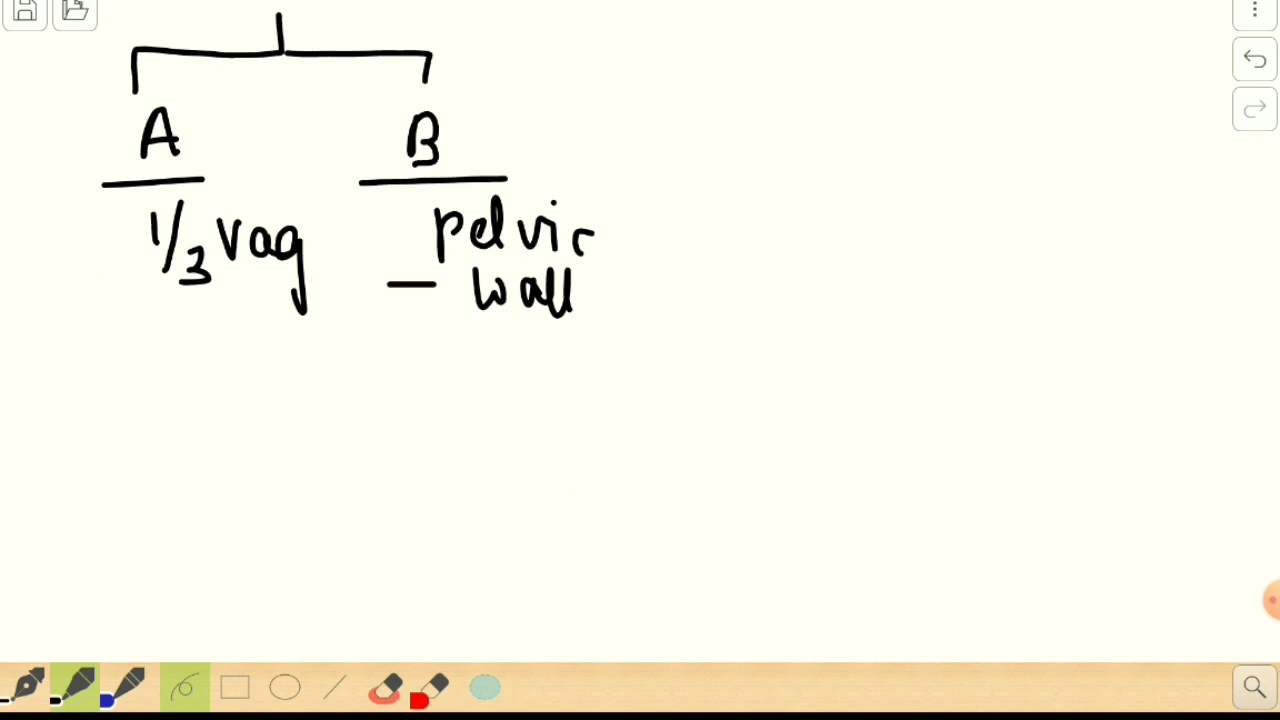 A B
1/3 vag pelvic
— wall